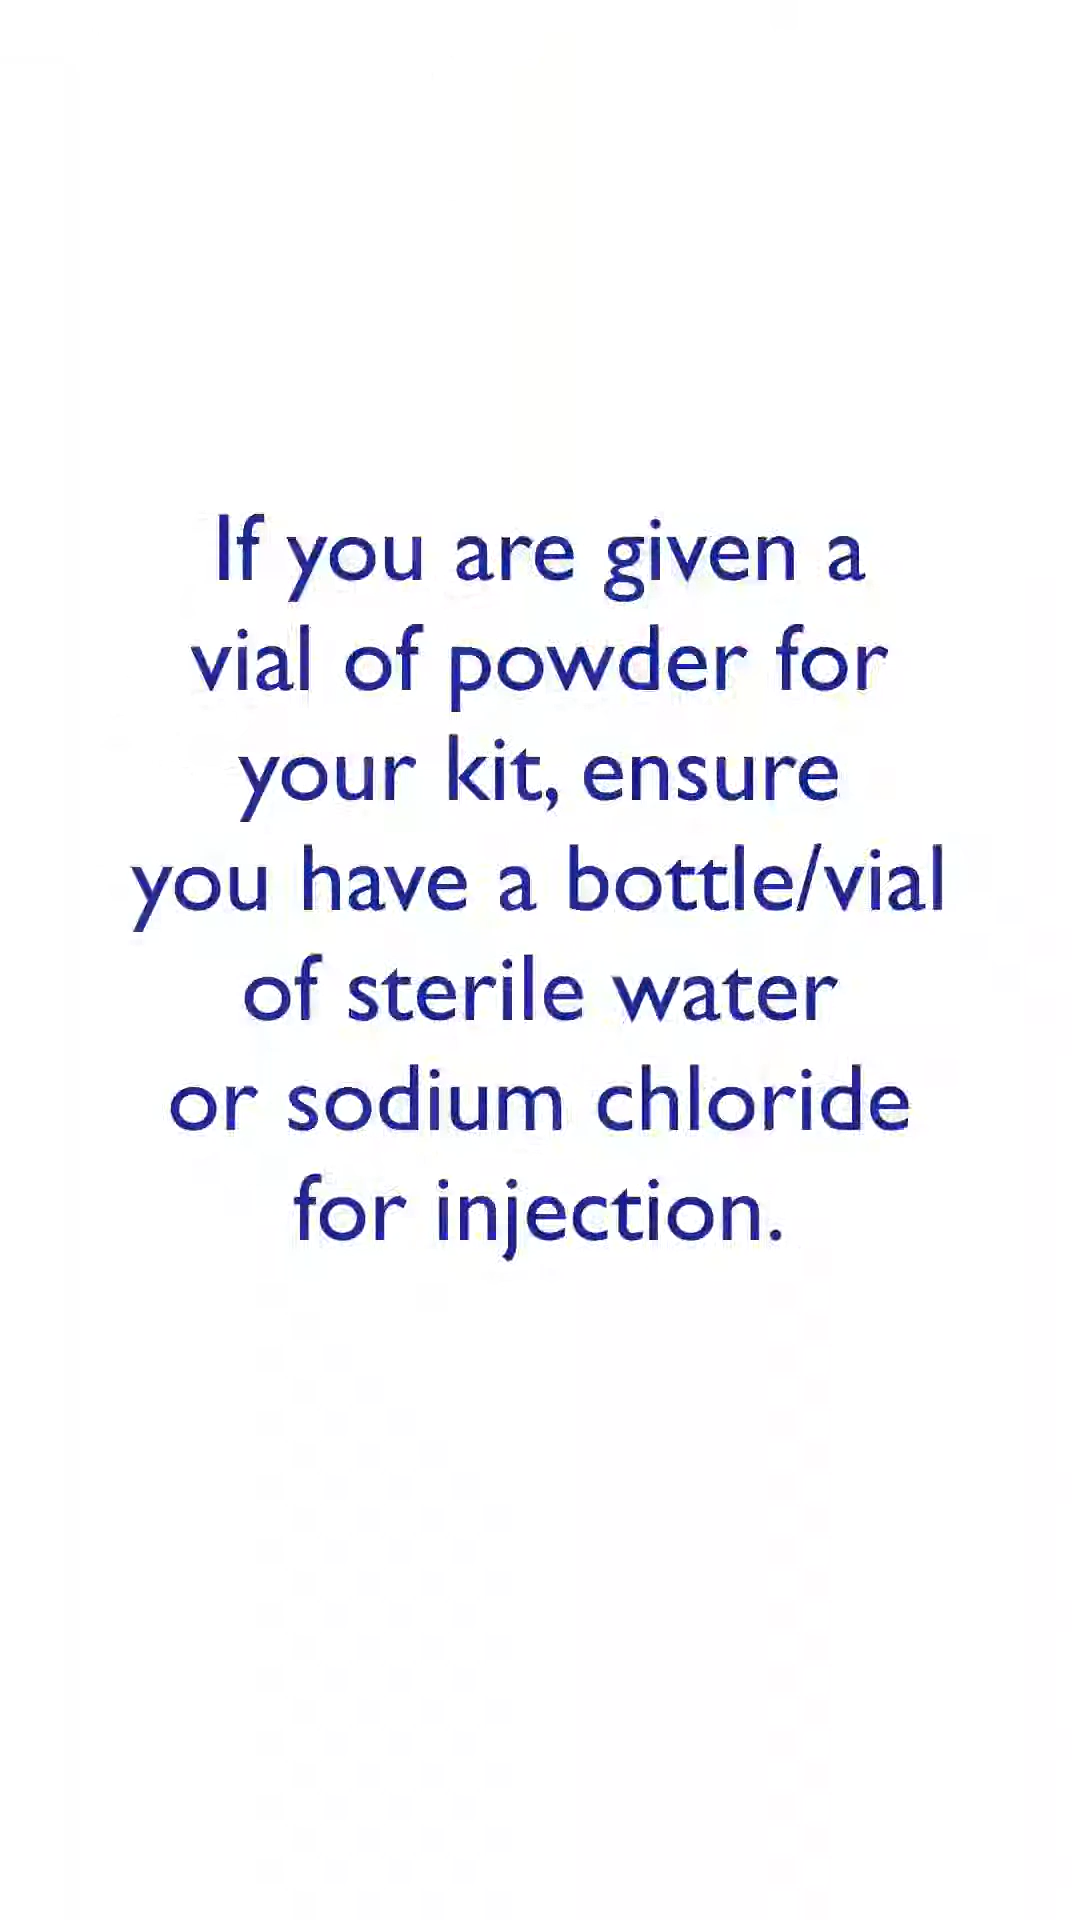 If you are given a
vial of powder for
your kit, ensure
you have a bottle/vial
of sterile water
or sodium chloride
for injection.